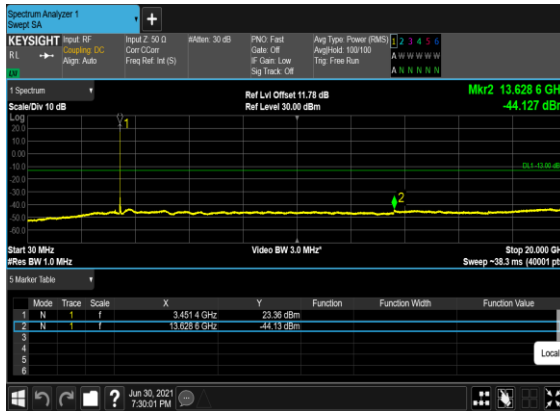 Spectrum Analyzer 1
Swept SA
+
KEYSIGHT Input: RF Input Z: 50 Ω #Atten: 30 dB PNO: Fast Avg Type: Power (RMS) 1 2 3 4 5 6
RL Coupling: DC Corr CCorr Gate: Off Avg|Hold: 100/100 A W W W W W
Align: Auto Freq Ref: Int (S) IF Gain: Low Trig: Free Run
Sig Track: Off A N N N N N
1 Spectrum
Ref Lvl Offset 11.78 dB Mkr2 13.628 6 GH
Scale/Div 10 dB Ref Level 30.00 dBm -44.127 dB
Log
20.0 1
10.0
0.00
-10.0 DL1 -13.00 dB
-20.0
-30.0
-40.0 2
-50.0
-60.0
Start 30 MHz Video BW 3.0 MHz* Stop 20.000 G
#Res BW 1.0 MHz Sweep ~38.3 ms (40001 pt
5 Marker Table
Mode Trace Scale X Y Function Function Width Function Value
1 N 1 f 3.451 4 GHz 23.36 dBm
2 N 1 f 13.628 6 GHz -44.13 dBm
3
4
5
6
Local
? Jun 30, 2021
7:30:01 PM